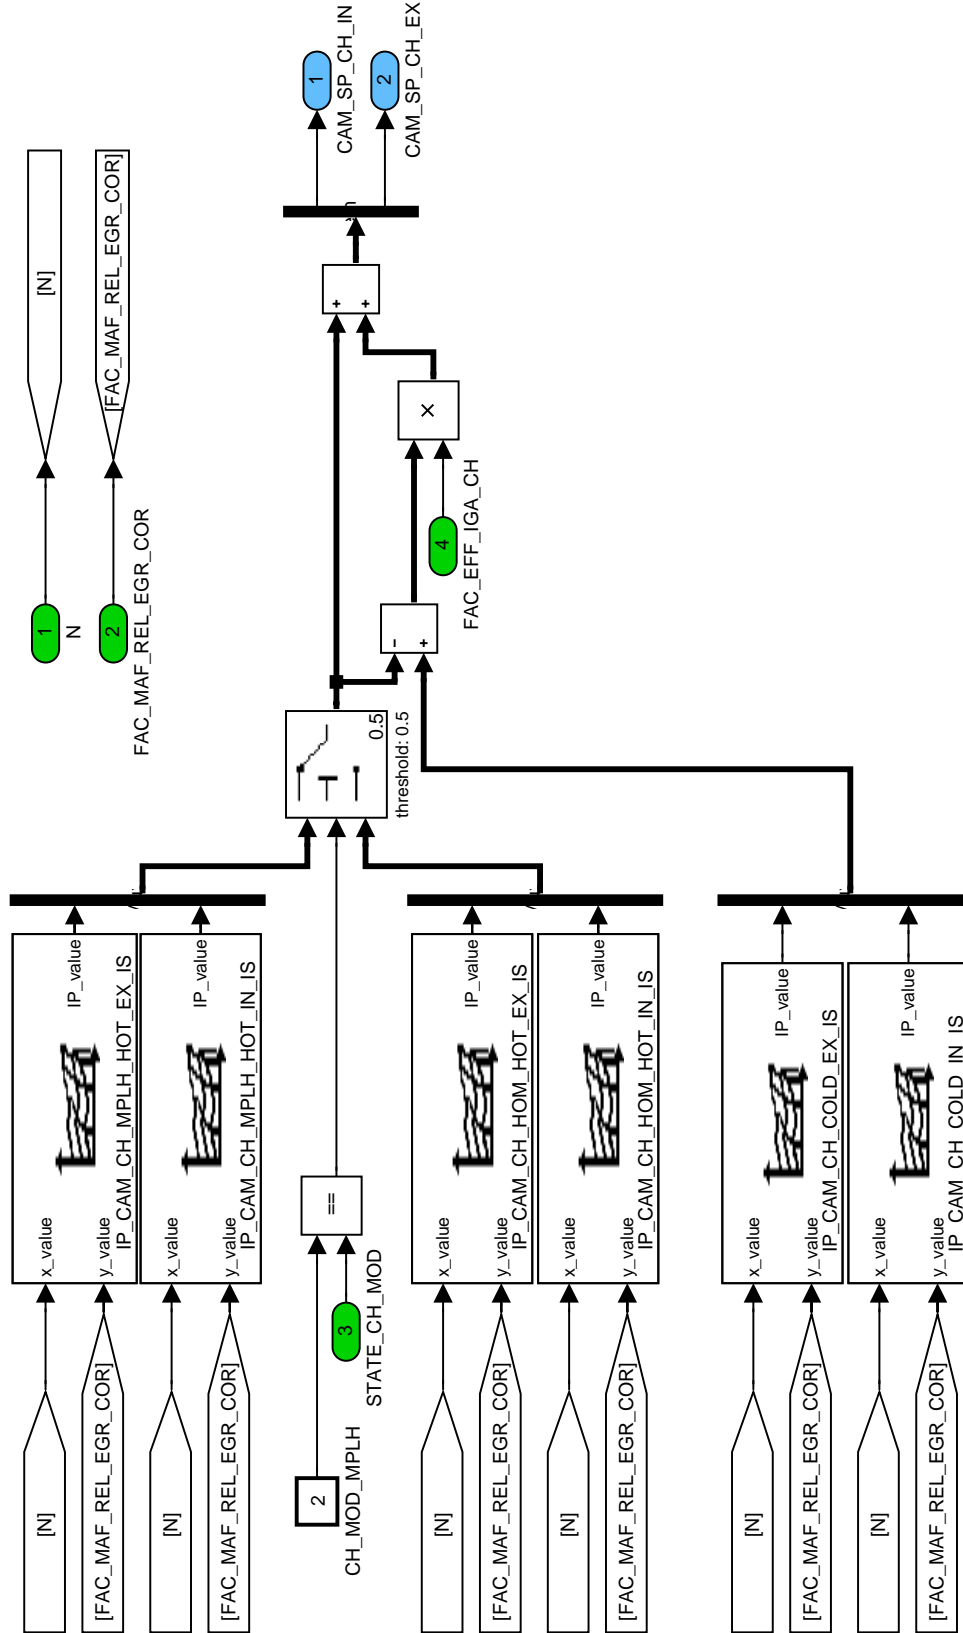 1
N
[N]
2
FAC_MAF_REL_EGR_COR
[FAC_MAF_REL_EGR_COR]
[N]
[FAC_MAF_REL_EGR_COR]
x_value
y_value
IP_value
IP_CAM_CH_MPLH_HOT_EX_IS
[N]
[FAC_MAF_REL_EGR_COR]
x_value
y_value
IP_value
IP_CAM_CH_MPLH_HOT_IN_IS
2
CH_MOD_MPLH
3
STATE_CH_MOD
==
0.5
threshold: 0.5
[N]
[FAC_MAF_REL_EGR_COR]
x_value
y_value
IP_value
IP_CAM_CH_HOM_HOT_EX_IS
[N]
[FAC_MAF_REL_EGR_COR]
x_value
y_value
IP_value
IP_CAM_CH_HOM_HOT_IN_IS
[N]
[FAC_MAF_REL_EGR_COR]
x_value
y_value
IP_value
IP_CAM_CH_COLD_EX_IS
[N]
[FAC_MAF_REL_EGR_COR]
x_value
y_value
IP_value
IP_CAM_CH_COLD_IN_IS
−
+
4
FAC_EFF_IGA_CH
×
+
+
1
CAM_SP_CH_IN
2
CAM_SP_CH_EX